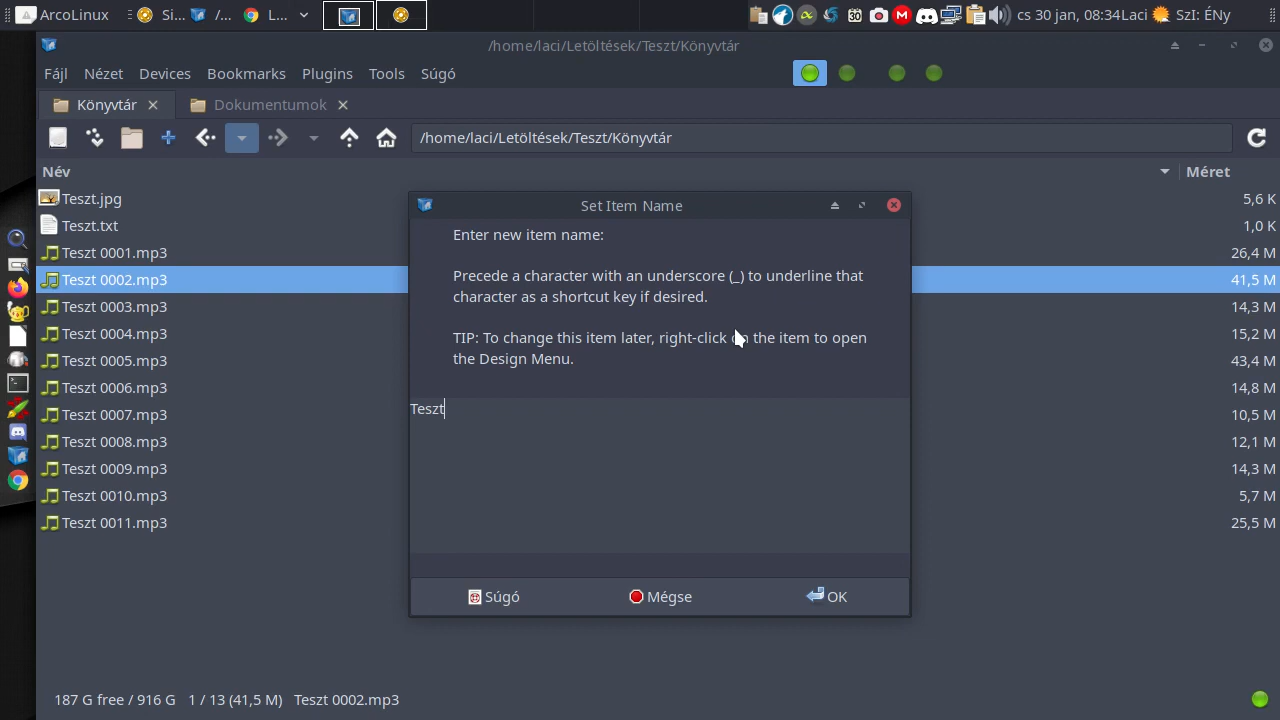 ArcoLinux Si... /... L... 30 cs 30 jan, 08:34 Laci SzI: ÉNy
/home/laci/Letöltések/Teszt/Könyvtár
Fájl Nézet Devices Bookmarks Plugins Tools Súgó
Könyvtár Dokumentumok
/home/laci/Letöltések/Teszt/Könyvtár
Név Méret
Teszt.jpg 5,6 K
Teszt.txt 1,0 K
Teszt 0001.mp3 26,4 M
Teszt 0002.mp3 41,5 M
Teszt 0003.mp3 14,3 M
Teszt 0004.mp3 15,2 M
Teszt 0005.mp3 43,4 M
Teszt 0006.mp3 14,8 M
Teszt 0007.mp3 10,5 M
Teszt 0008.mp3 12,1 M
Teszt 0009.mp3 14,3 M
Teszt 0010.mp3 5,7 M
Teszt 0011.mp3 25,5 M
Set Item Name
Enter new item name:
Precede a character with an underscore (_) to underline that
character as a shortcut key if desired.
TIP: To change this item later, right-click on the item to open
the Design Menu.
Teszt
Súgó Mégse OK
187 G free / 916 G 1 / 13 (41,5 M) Teszt 0002.mp3